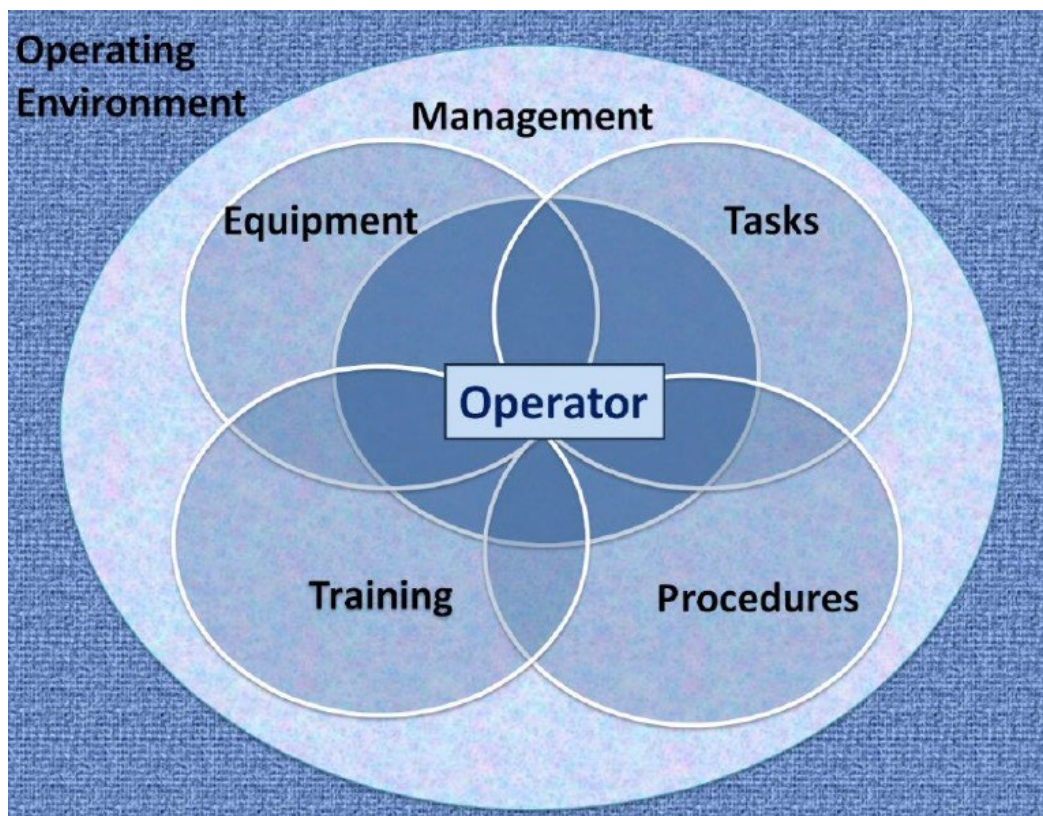 Operating
Environment
Management
Equipment
Tasks
Operator
Training
Procedures